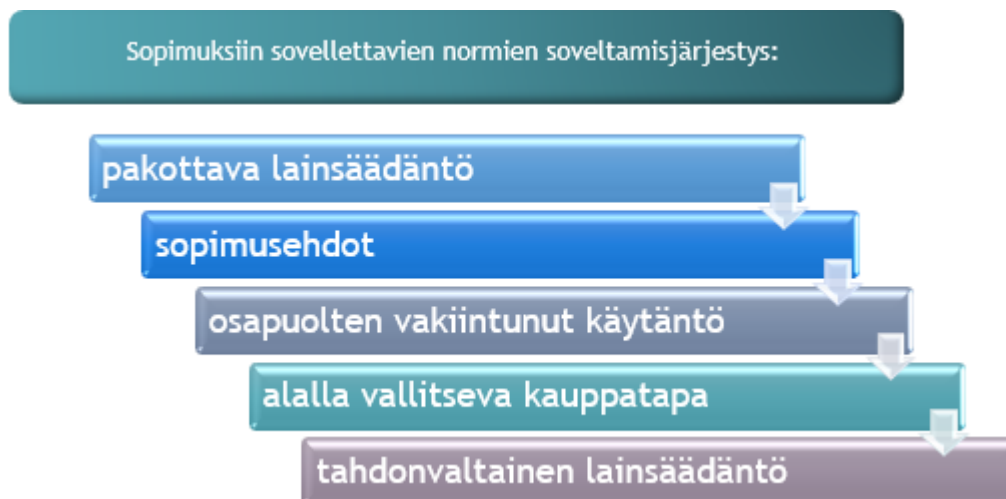 Sopimuksiin sovellettavien normien soveltamisjärjestys:
pakottava lainsäädäntö
sopimusehdot
osapuolten vakiintunut käytäntö
alalla vallitseva kauppatapa
tahdonvaltainen lainsäädäntö